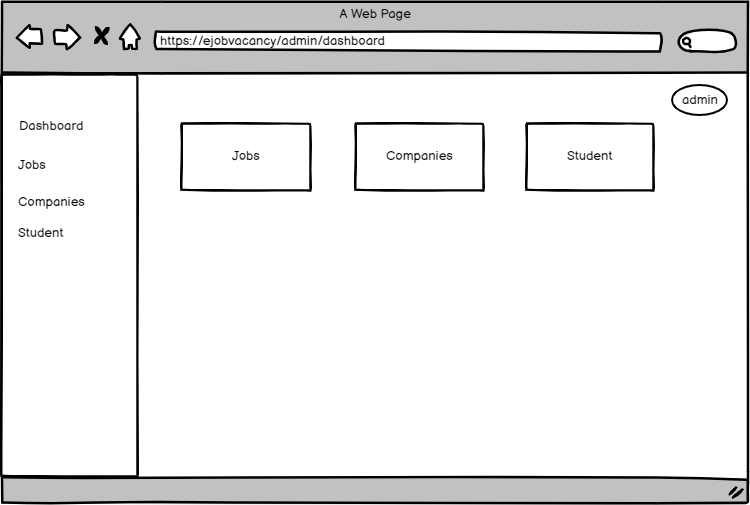 A Web Page
https://ejobvacancy/admin/dashboard
admin
Dashboard
Jobs
Companies
Student
Jobs
Companies
Student